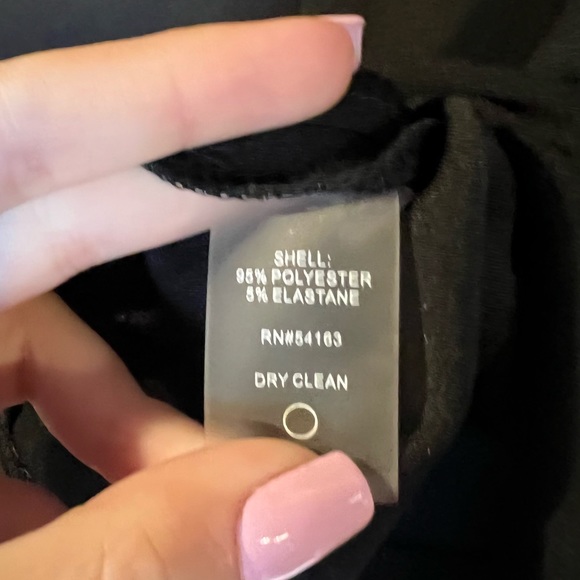 SHELL:
95% POLYESTER
5% ELASTANE
RN#54163
DRY CLEAN